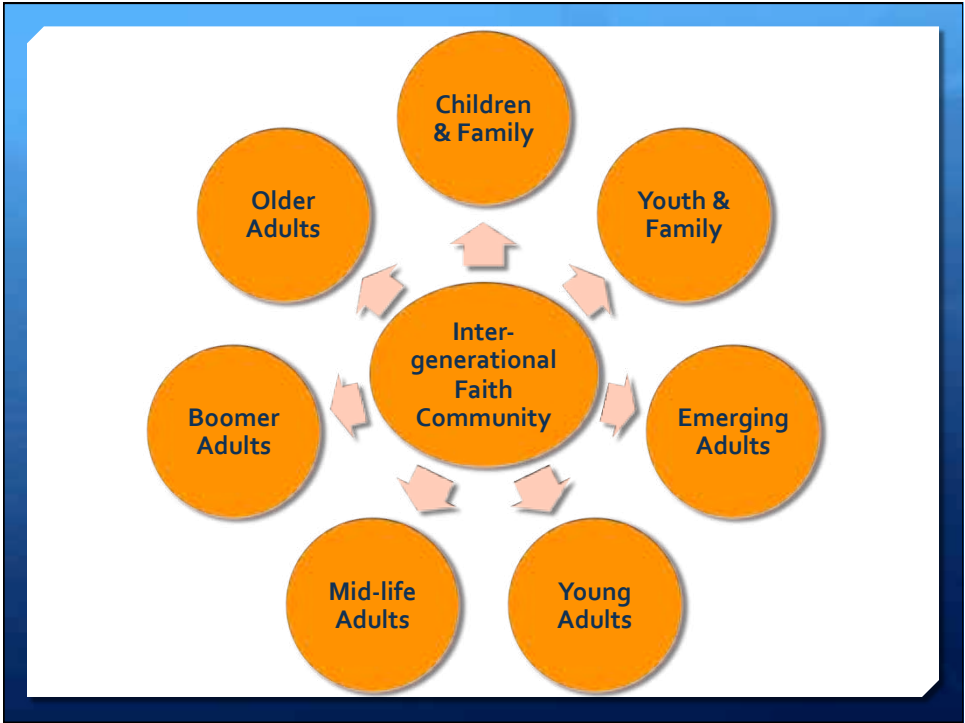 Children
& Family
Youth &
Family
Emerging
Adults
Young
Adults
Mid-life
Adults
Boomer
Adults
Older
Adults
Inter-
generational
Faith
Community